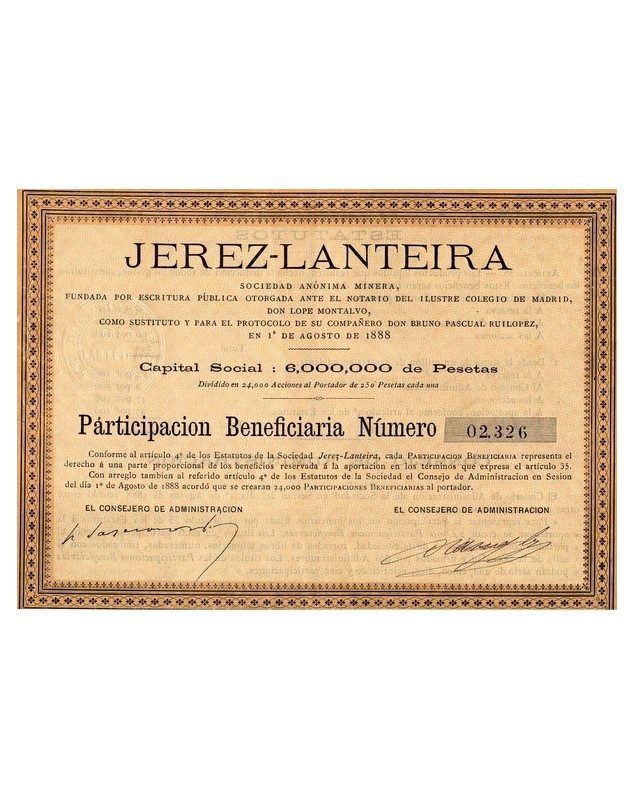 JEREZ-LANTEIRA
SOCIEDAD ANÓNIMA MINERA,
FUNDADA POR ESCRITURA PÚBLICA OTORGADA ANTE EL NOTARIO DEL ILUSTRE COLEGIO DE MADRID,
DON LOPE MONTALVO,
COMO SUSTITUTO Y PARA EL PROTOCOLO DE SU COMPAÑERO DON BRUNO PASCUAL RUILOPEZ,
EN 1º DE AGOSTO DE 1888
Capital Social : 6,000,000 de Pesetas
Dividido en 24,000 Acciones al Portador de 250 Pesetas cada una
Párticipacion Beneficiaria Número 02.326
Conforme al artículo 4º de los Estatutos de la Sociedad Jerez-Lanteira, cada PARTICIPACION BENEFICIARIA representa el
derecho á una parte proporcional de los beneficios reservada á la aportacion en los términos que expresa el artículo 35.
Con arreglo tambien al referido artículo 4º de los Estatutos de la Sociedad el Consejo de Administracion en Sesion
del dia 1º de Agosto de 1888 acordó que se crearan 24,000 PARTICIPACIONES BENEFICIARIAS al portador.
EL CONSEJERO DE ADMINISTRACION EL CONSEJERO DE ADMINISTRACION